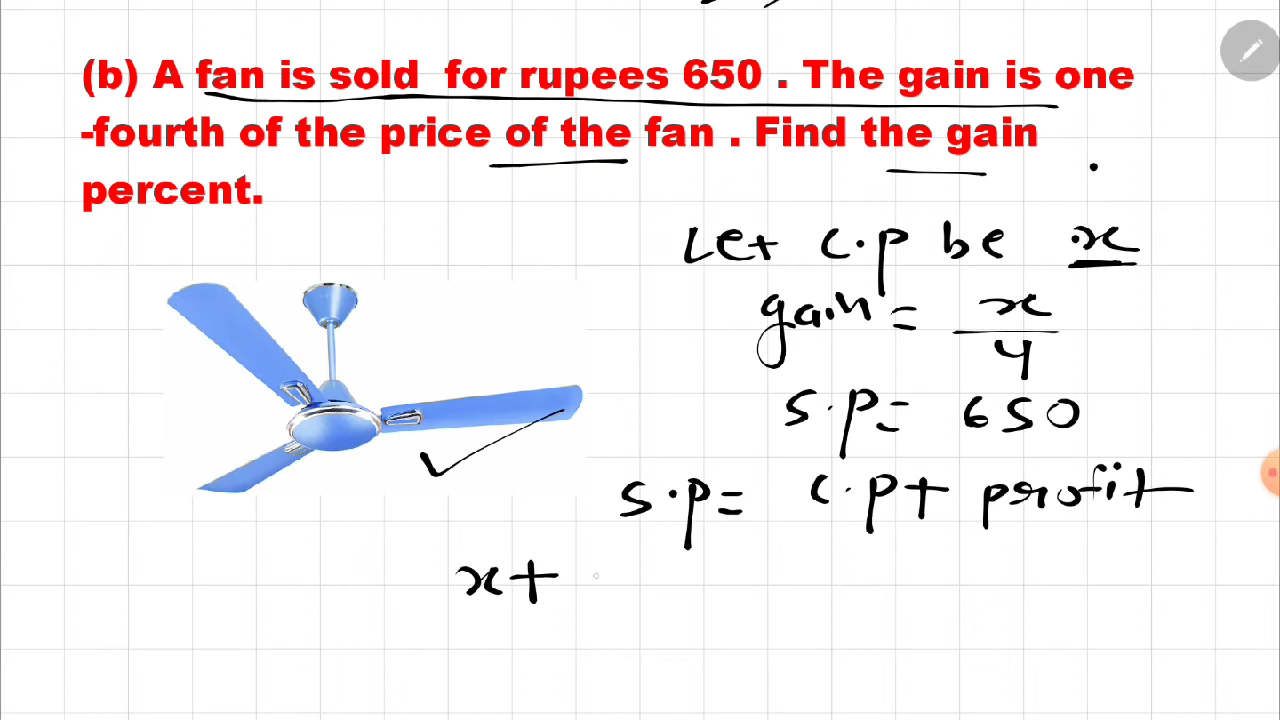 (b) A fan is sold for rupees 650 . The gain is one
-fourth of the price of the fan . Find the gain
percent.
Let c.p be x
gain = x/4
s.p = 650
s.p = c.p + profit
x +